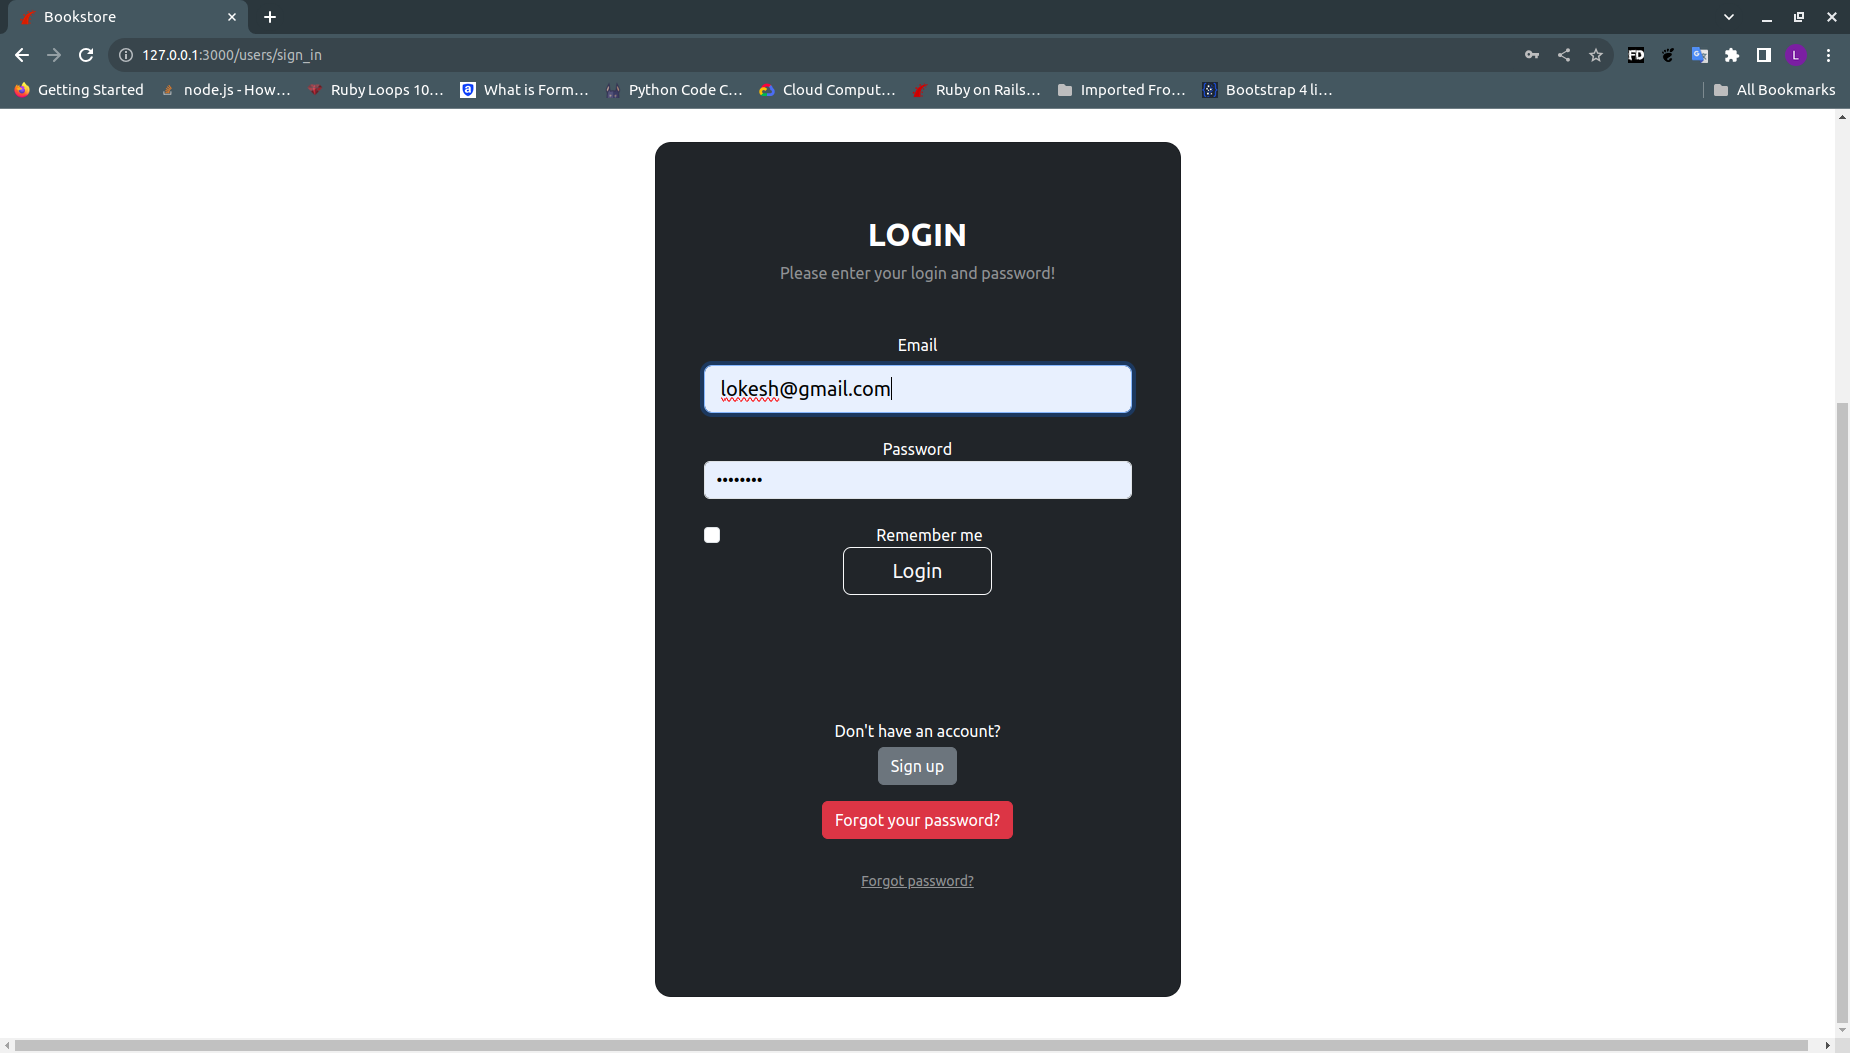 Bookstore
127.0.0.1:3000/users/sign_in
FD
L
Getting Started
node.js - How...
Ruby Loops 10...
What is Form...
Python Code C...
Cloud Comput...
Ruby on Rails...
Imported Fro...
Bootstrap 4 li...
All Bookmarks
LOGIN
Please enter your login and password!
Email
lokesh@gmail.com
Password
••••••••
Remember me
Login
Don't have an account?
Sign up
Forgot your password?
Forgot password?